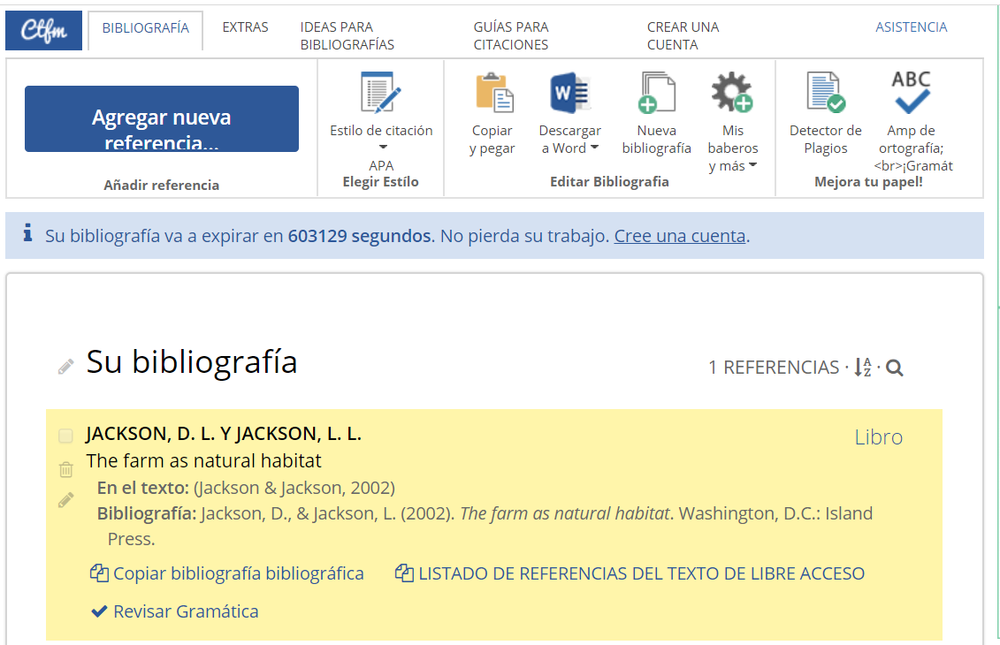 Ctfm
BIBLIOGRAFÍA
EXTRAS
IDEAS PARA
BIBLIOGRAFÍAS
GUÍAS PARA
CITACIONES
CREAR UNA
CUENTA
ASISTENCIA
Agregar nueva
referencia...
Añadir referencia
Estilo de citación
APA
Elegir Estílo
Copiar
y pegar
Descargar
a Word
Nueva
bibliografía
Mis
baberos
y más
Editar Bibliografia
Detector de
Plagios
ABC
Amp de
ortografía;
<br>¡Gramát
Mejora tu papel!
Su bibliografía va a expirar en 603129 segundos. No pierda su trabajo. Cree una cuenta.
Su bibliografía
1 REFERENCIAS ·
JACKSON, D. L. Y JACKSON, L. L.
Libro
The farm as natural habitat
En el texto: (Jackson & Jackson, 2002)
Bibliografía: Jackson, D., & Jackson, L. (2002). The farm as natural habitat. Washington, D.C.: Island
Press.
Copiar bibliografía bibliográfica
LISTADO DE REFERENCIAS DEL TEXTO DE LIBRE ACCESO
Revisar Gramática